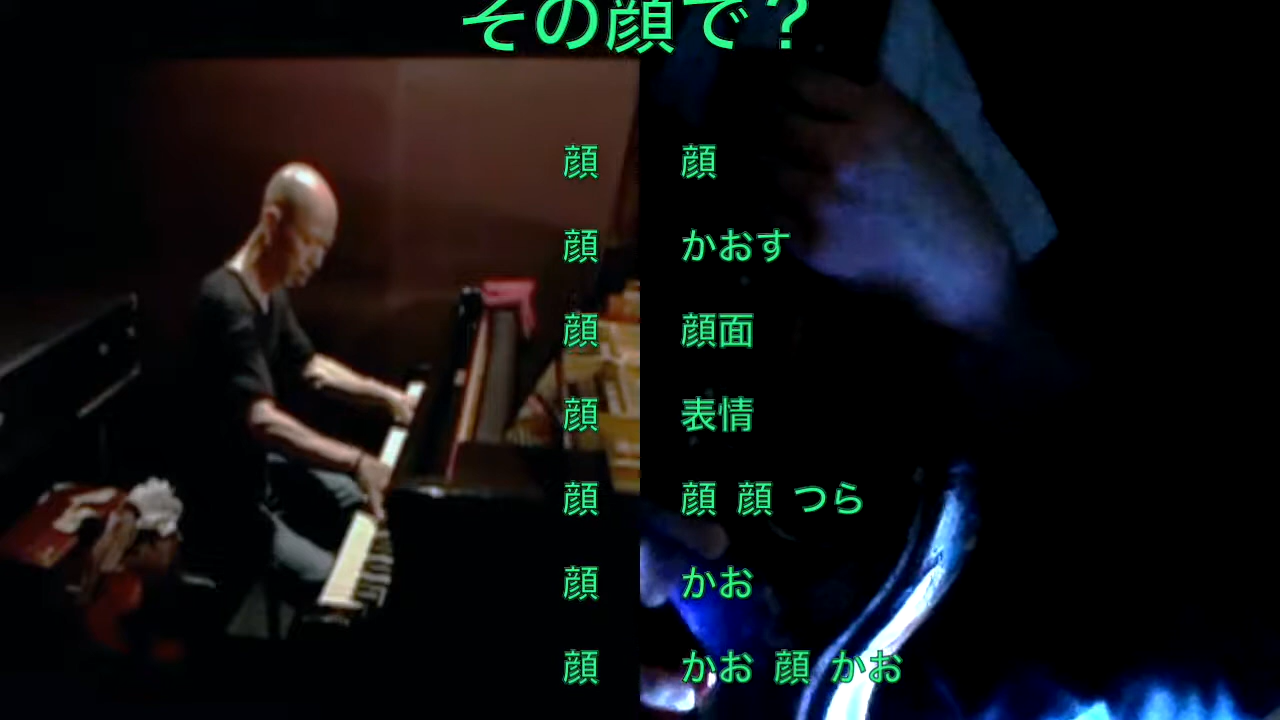 その顔で？
顔 顔
顔 かおす
顔 顔面
顔 表情
顔 顔 顔 つら
顔 かお
顔 かお 顔 かお